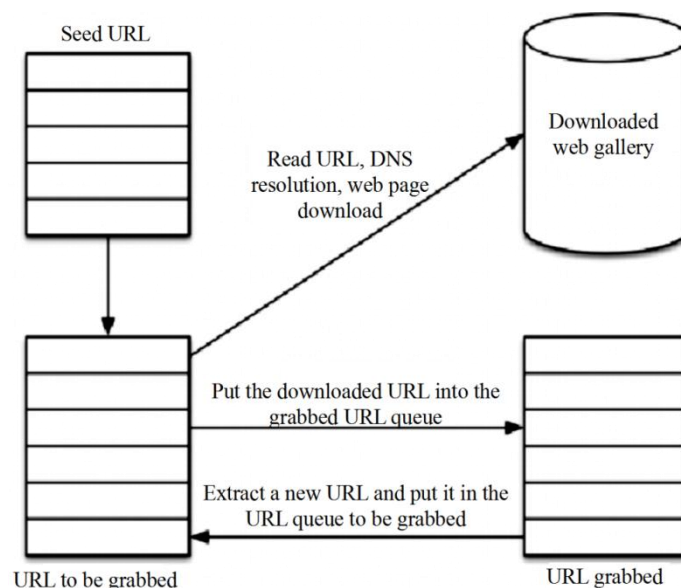 Seed URL
Downloaded
web gallery
Read URL, DNS
resolution, web page
download
Put the downloaded URL into the
grabbed URL queue
Extract a new URL and put it in the
URL queue to be grabbed
URL to be grabbed
URL grabbed